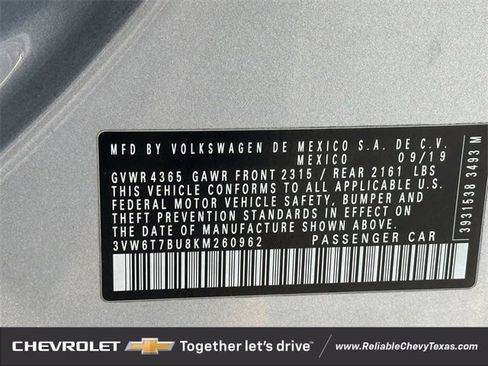 MFD BY VOLKSWAGEN DE MEXICO S.A. DE C.V.
MEXICO 09/19
GVWR 4365 GAWR FRONT 2315 / REAR 2161 LBS
THIS VEHICLE CONFORMS TO ALL APPLICABLE U.S.
FEDERAL MOTOR VEHICLE SAFETY, BUMPER AND
THEFT PREVENTION STANDARDS IN EFFECT ON THE
DATE OF MANUFACTURE SHOWN ABOVE.
3VW6T7BU8KM260962 PASSENGER CAR
3931538 3493 M
CHEVROLET Together let's drive™ www.ReliableChevyTexas.com